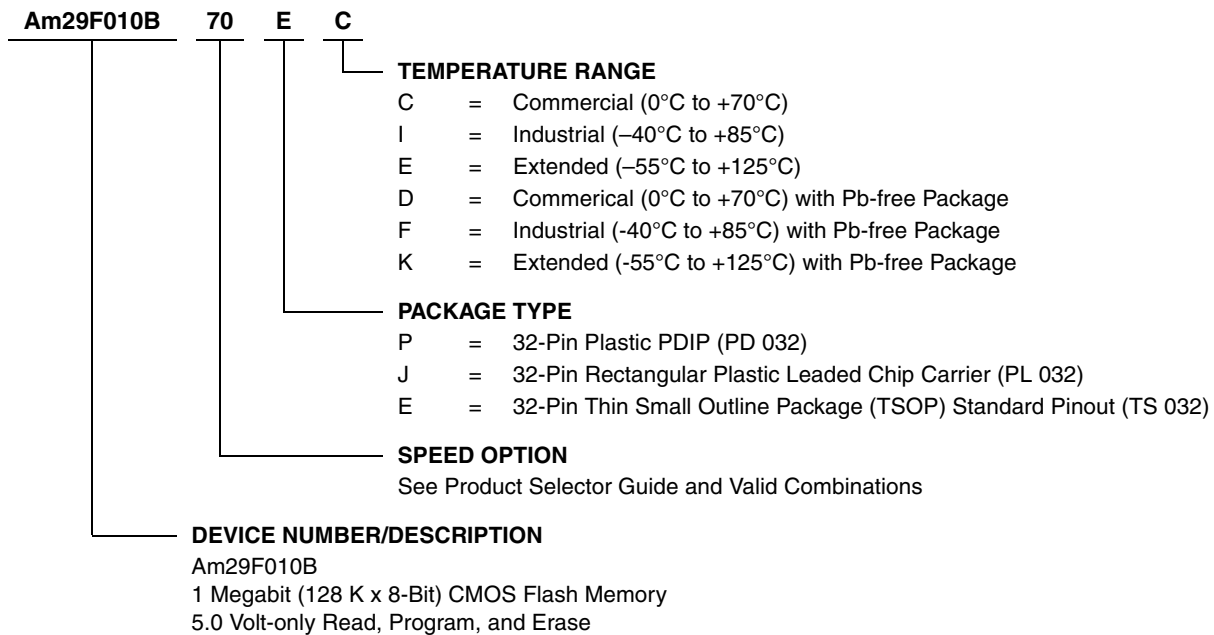 Am29F010B 70 E C
TEMPERATURE RANGE
C = Commercial (0°C to +70°C)
I = Industrial (–40°C to +85°C)
E = Extended (–55°C to +125°C)
D = Commerical (0°C to +70°C) with Pb-free Package
F = Industrial (-40°C to +85°C) with Pb-free Package
K = Extended (-55°C to +125°C) with Pb-free Package
PACKAGE TYPE
P = 32-Pin Plastic PDIP (PD 032)
J = 32-Pin Rectangular Plastic Leaded Chip Carrier (PL 032)
E = 32-Pin Thin Small Outline Package (TSOP) Standard Pinout (TS 032)
SPEED OPTION
See Product Selector Guide and Valid Combinations
DEVICE NUMBER/DESCRIPTION
Am29F010B
1 Megabit (128 K x 8-Bit) CMOS Flash Memory
5.0 Volt-only Read, Program, and Erase